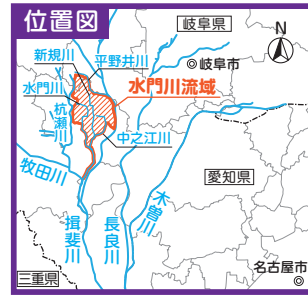 位置図
岐阜県
N
新規川
平野井川
◎岐阜市
水門川
水門川流域
杭瀬川
中之江川
牧田川
愛知県
揖斐川
長良川
木曽川
三重県
名古屋市
◎